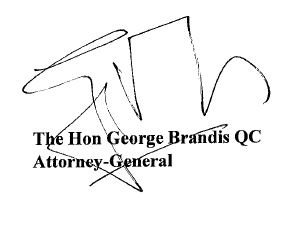 The Hon George Brandis QC
Attorney-General